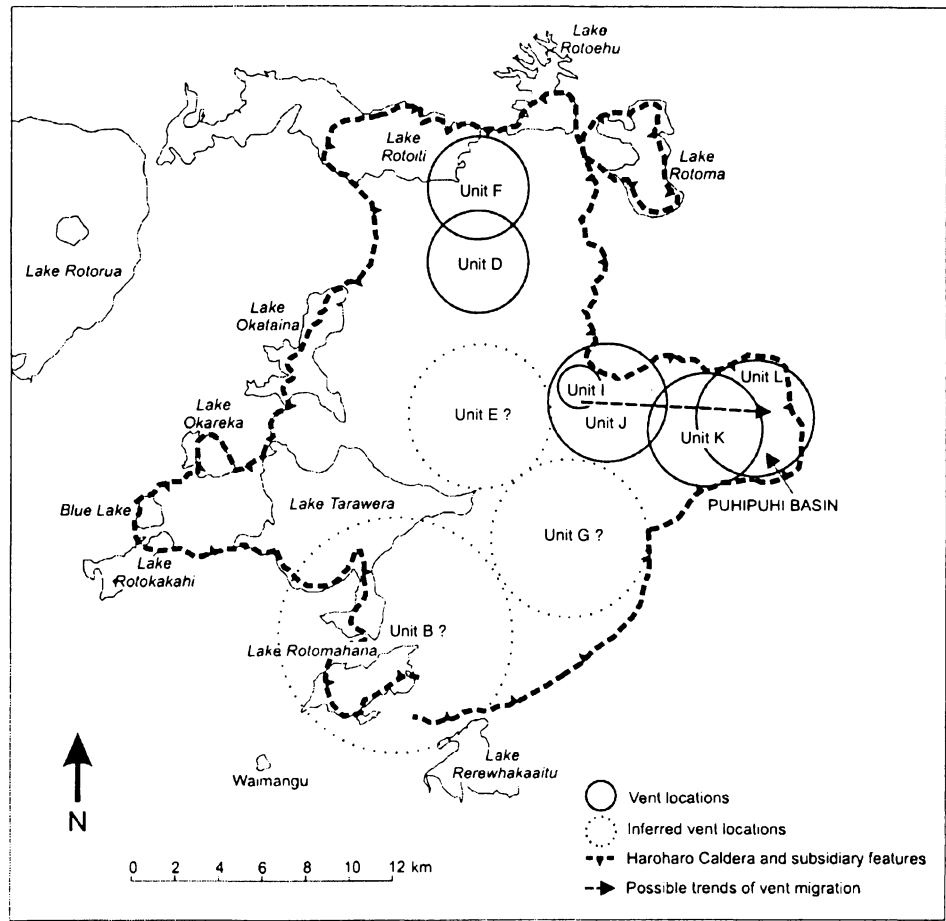 Lake
Rotoehu
Lake
Rotoiti
Lake
Rotoma
Unit F
Unit D
Lake Rotorua
Lake
Okataina
Unit I
Unit L
Unit E ?
Unit J
Unit K
Lake
Okareka
PUHIPUHI BASIN
Blue Lake
Lake Tarawera
Unit G ?
Lake
Rotokakahi
Unit B ?
Lake Rotomahana
Lake
Rerewhakaaitu
Waimangu
N
Vent locations
Inferred vent locations
Haroharo Caldera and subsidiary features
Possible trends of vent migration
0 2 4 6 8 10 12 km